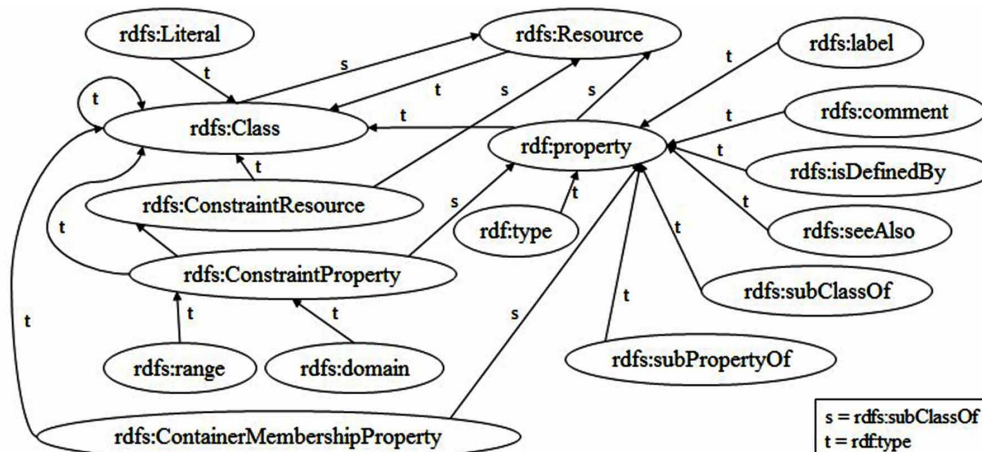 rdfs:Literal
rdfs:Resource
rdfs:label
s
t
t
t
s
s
t
rdfs:comment
rdfs:Class
t
t
rdf:property
t
rdfs:isDefinedBy
t
rdfs:ConstraintResource
s
t
t
rdfs:seeAlso
t
rdf:type
t
rdfs:ConstraintProperty
rdfs:subClassOf
t
t
t
s
t
rdfs:range
rdfs:domain
rdfs:subPropertyOf
rdfs:ContainerMembershipProperty
s = rdfs:subClassOf
t = rdf:type